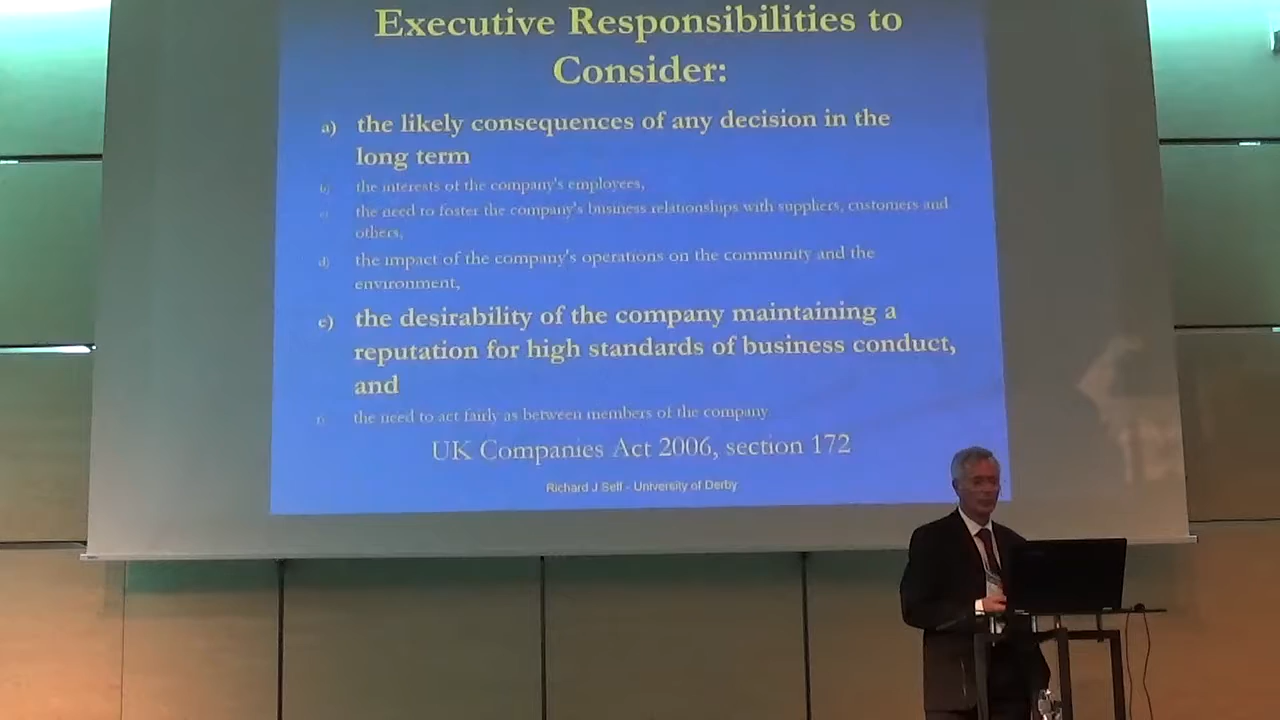 Executive Responsibilities to
Consider:
a) the likely consequences of any decision in the
long term
b) the interests of the company's employees,
c) the need to foster the company's business relationships with suppliers, customers and
others,
d) the impact of the company's operations on the community and the
environment,
e) the desirability of the company maintaining a
reputation for high standards of business conduct,
and
f) the need to act fairly as between members of the company
UK Companies Act 2006, section 172
Richard J Self - University of Derby